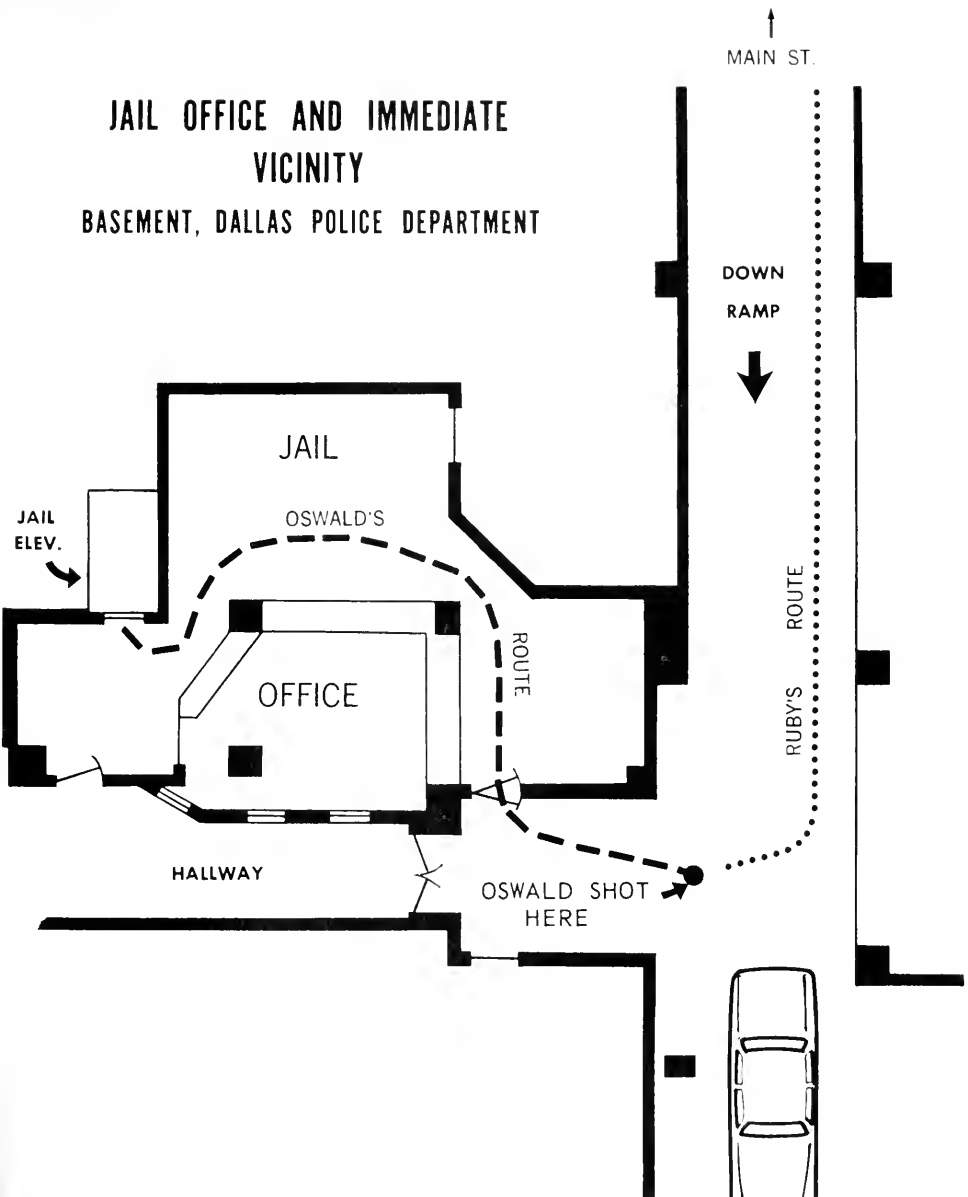 MAIN ST.
JAIL OFFICE AND IMMEDIATE
VICINITY
BASEMENT, DALLAS POLICE DEPARTMENT
DOWN
RAMP
JAIL
JAIL
ELEV.
OSWALD'S
ROUTE
OFFICE
RUBY'S ROUTE
HALLWAY
OSWALD SHOT
HERE